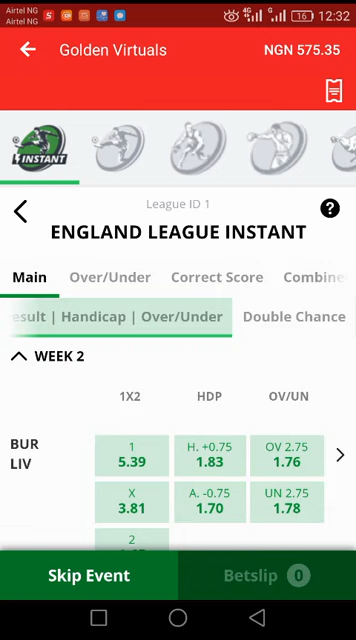 Airtel NG
Airtel NG
4G
G
16
12:32
Golden Virtuals
NGN 575.35
INSTANT
League ID 1
?
ENGLAND LEAGUE INSTANT
Main
Over/Under
Correct Score
Combine
esult | Handicap | Over/Under
Double Chance
WEEK 2
1X2
HDP
OV/UN
BUR
LIV
1
5.39
H. +0.75
1.83
OV 2.75
1.76
X
3.81
A. -0.75
1.70
UN 2.75
1.78
2
Skip Event
Betslip 0